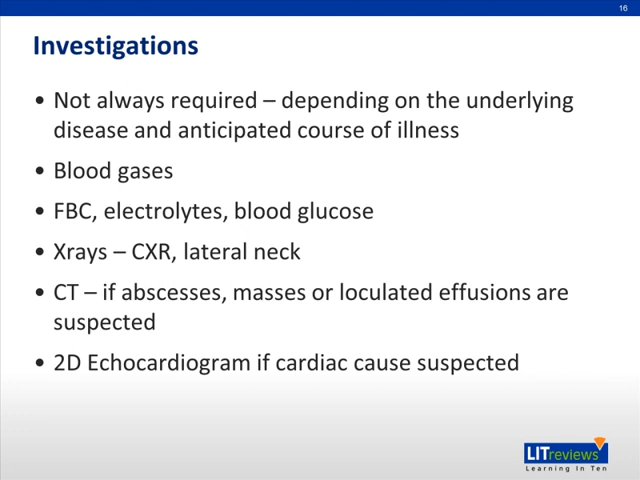 16
Investigations
• Not always required – depending on the underlying
disease and anticipated course of illness
• Blood gases
• FBC, electrolytes, blood glucose
• Xrays – CXR, lateral neck
• CT – if abscesses, masses or loculated effusions are
suspected
• 2D Echocardiogram if cardiac cause suspected
LITreviews
Learning In Ten